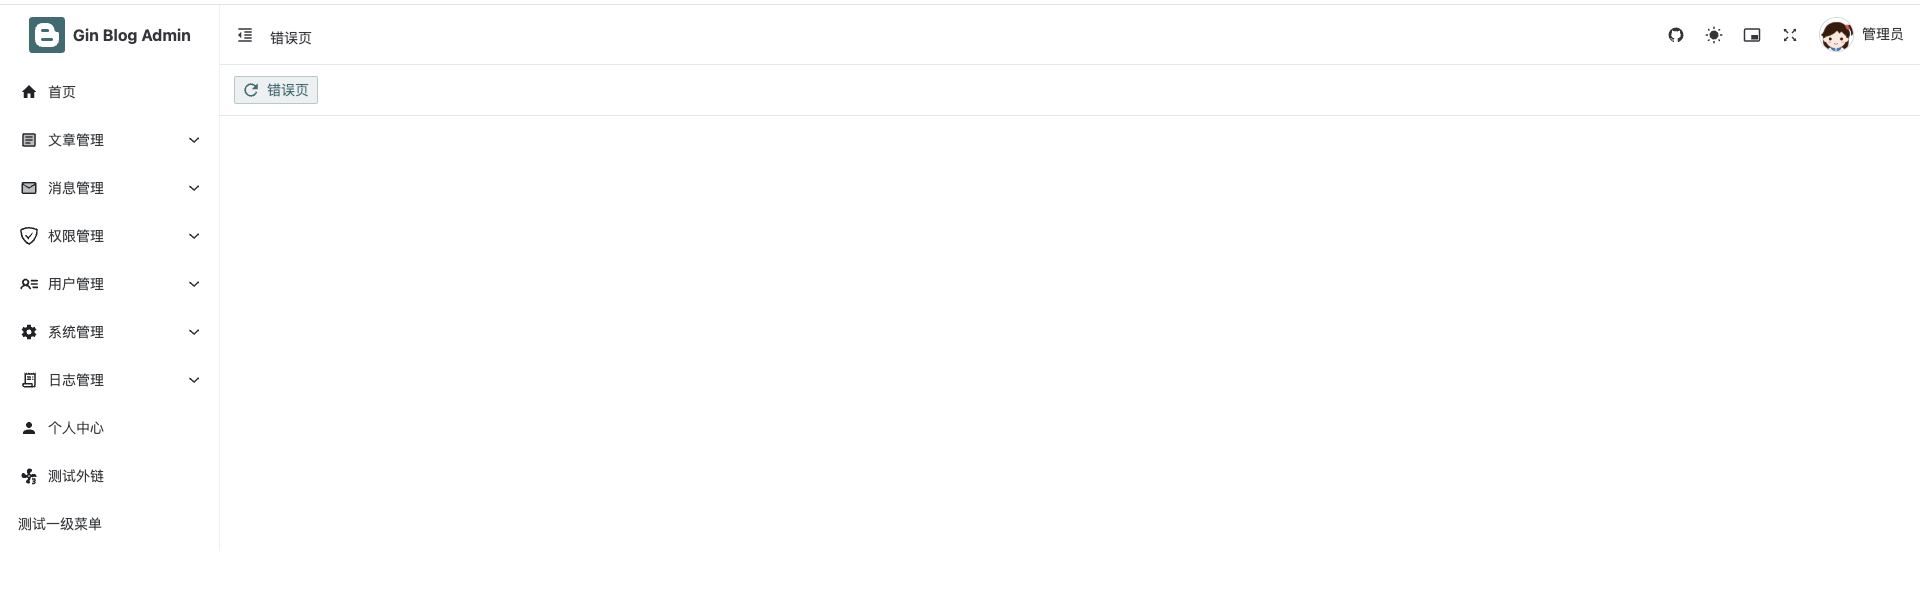 Gin Blog Admin
首页
文章管理
消息管理
权限管理
用户管理
系统管理
日志管理
个人中心
测试外链
测试一级菜单
错误页
管理员
错误页